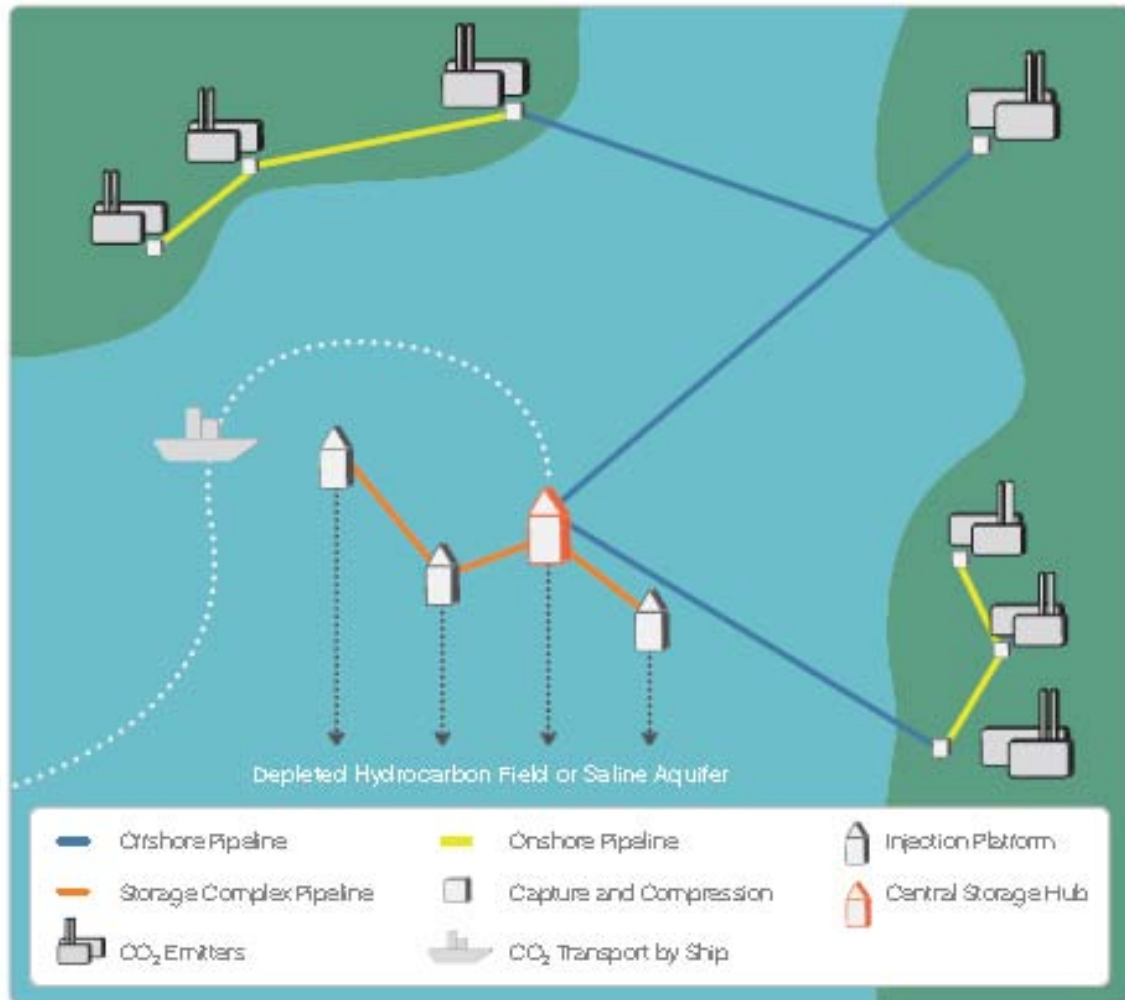 Depleted Hydrocarbon Field or Saline Aquifer
Offshore Pipeline
Onshore Pipeline
Injection Platform
Storage Complex Pipeline
Capture and Compression
Central Storage Hub
CO₂ Emitters
CO₂ Transport by Ship